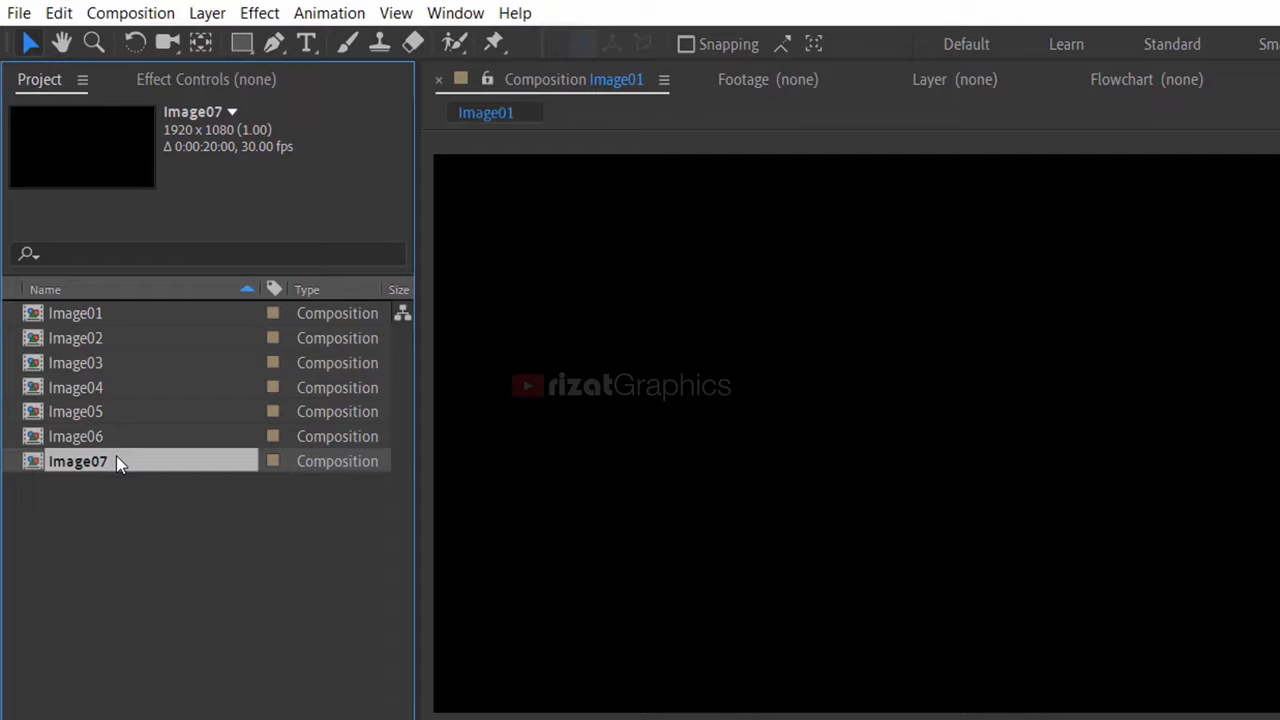 File Edit Composition Layer Effect Animation View Window Help
Snapping Default Learn Standard Sm
Project Effect Controls (none) × Composition Image01 Footage (none) Layer (none) Flowchart (none)
Image07
1920 x 1080 (1.00)
Δ 0:00:20:00, 30.00 fps
Image01
Name Type Size
Image01 Composition
Image02 Composition
Image03 Composition
Image04 Composition
Image05 Composition
Image06 Composition
Image07 Composition
rizatGraphics